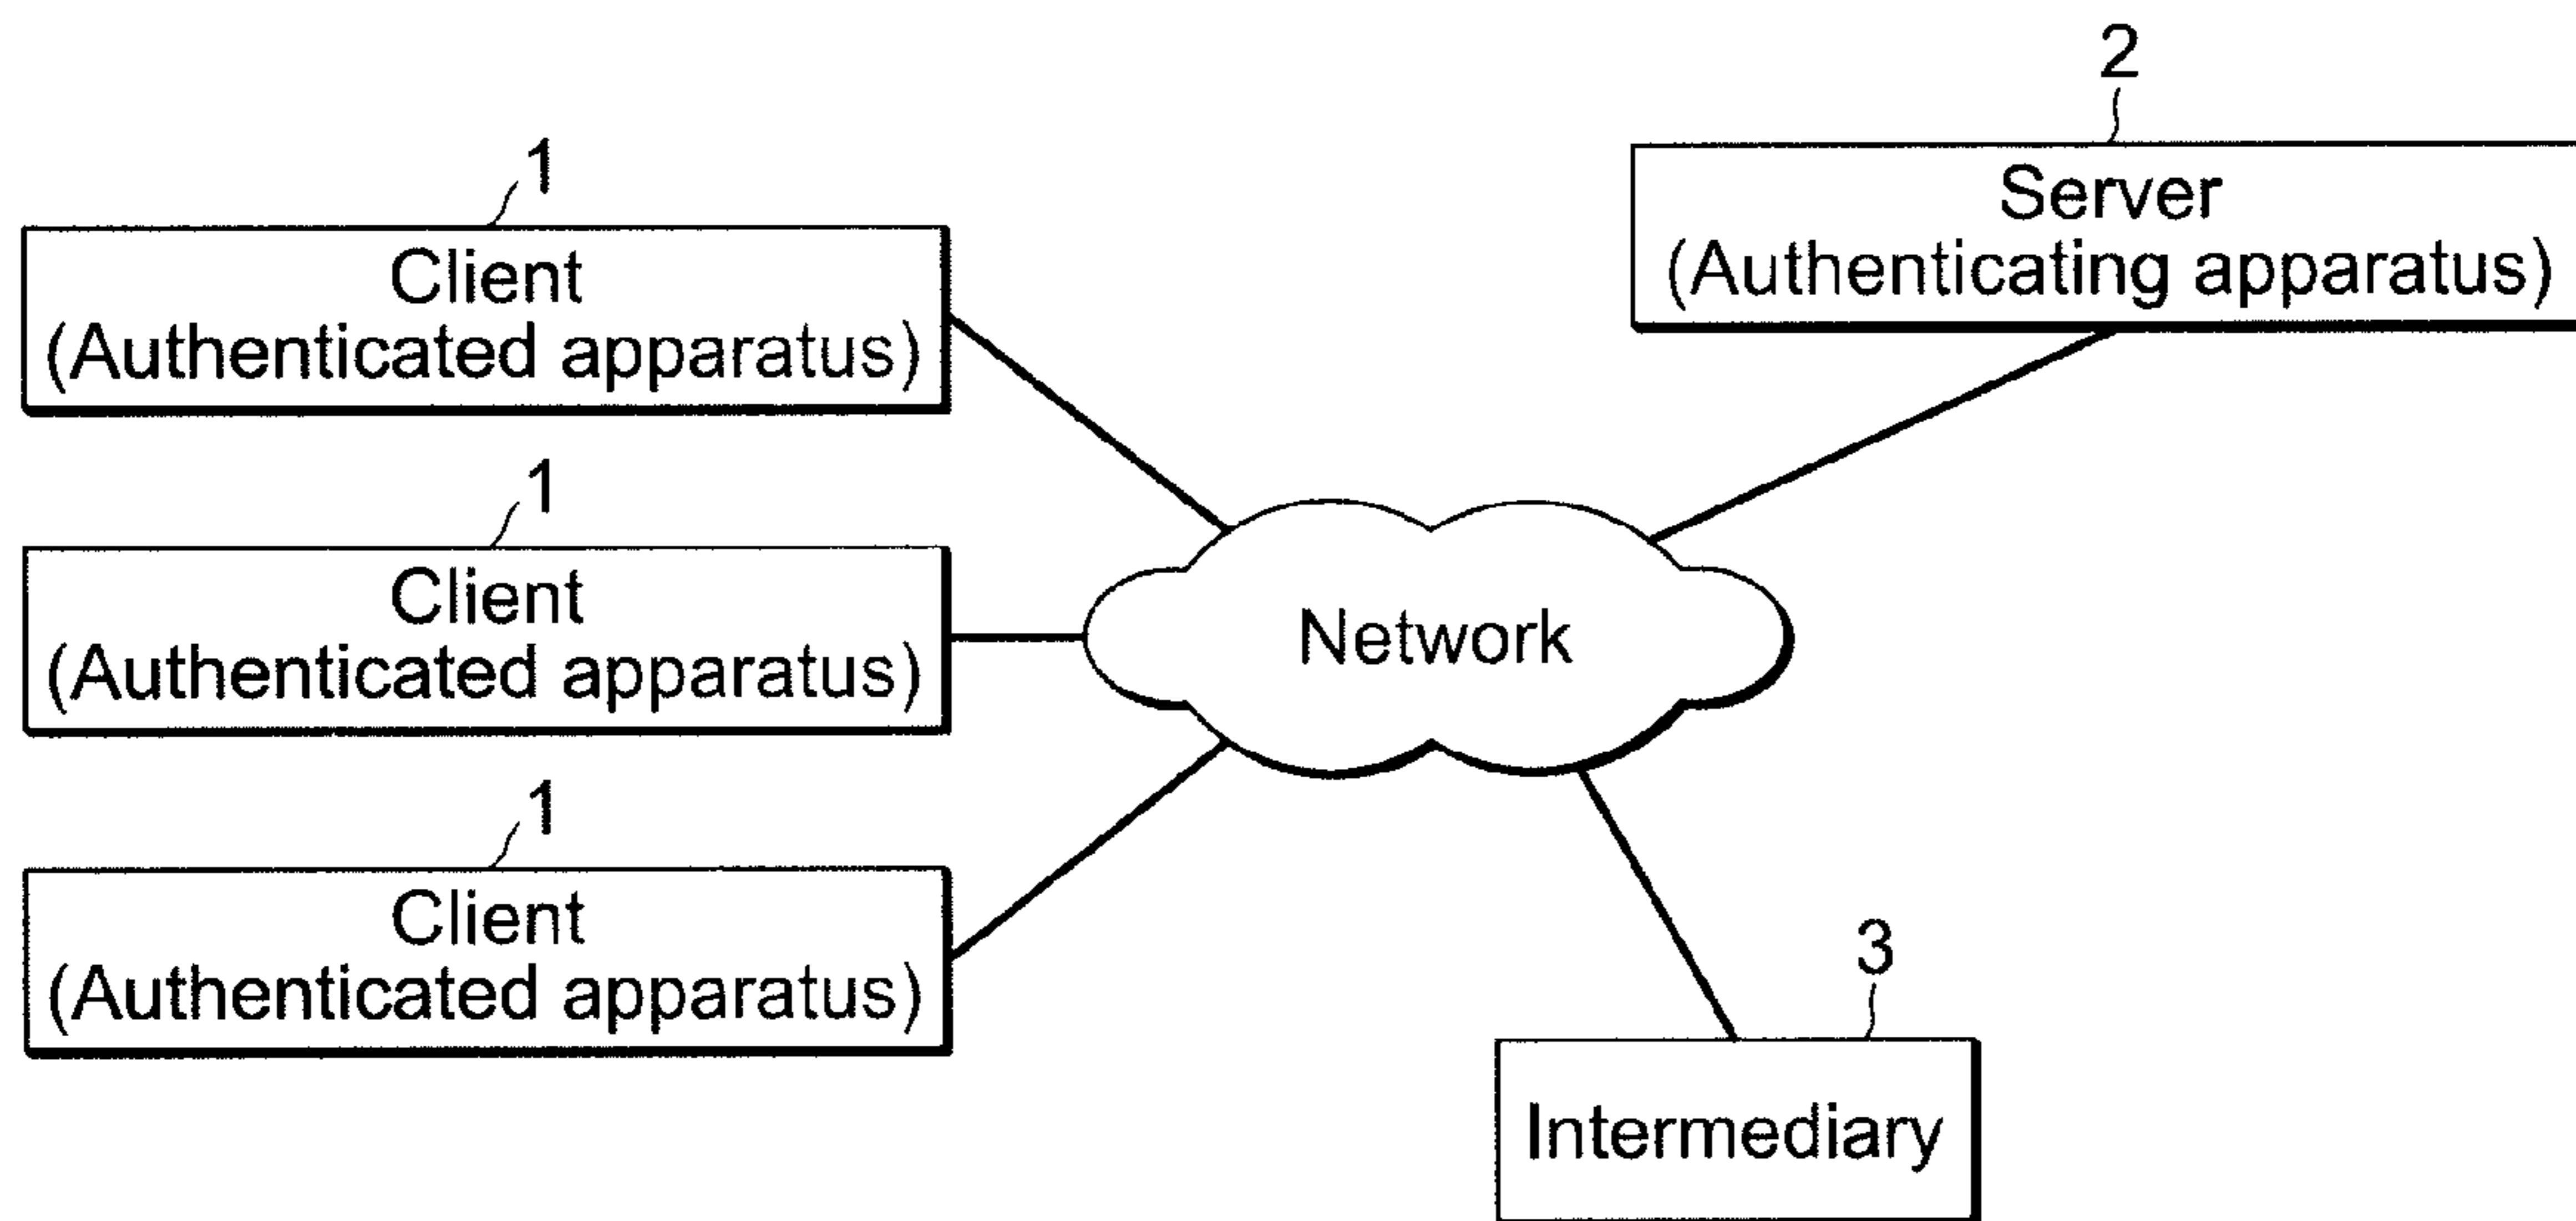 2
Server
(Authenticating apparatus)
1
Client
(Authenticated apparatus)
1
Client
(Authenticated apparatus)
Network
1
Client
(Authenticated apparatus)
3
Intermediary